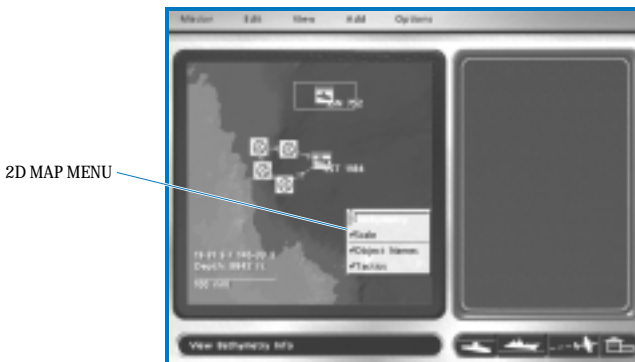 Master Edit View Add Options
2D MAP MENU
Scale
Object Names
Tactics
Depth:
View Bathymetry Info